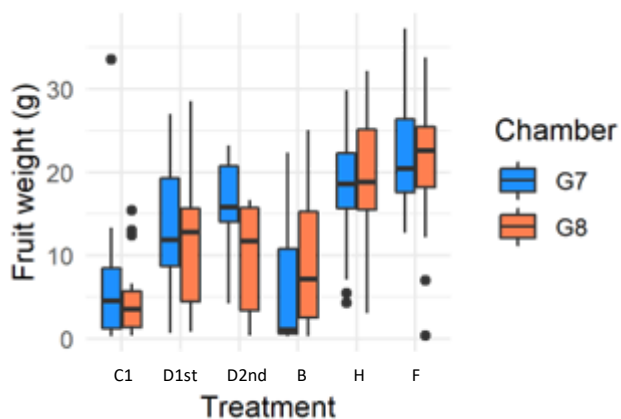 Fruit weight (g)
30
20
10
0
C1 D1st D2nd B H F
Treatment
Chamber
G7
G8